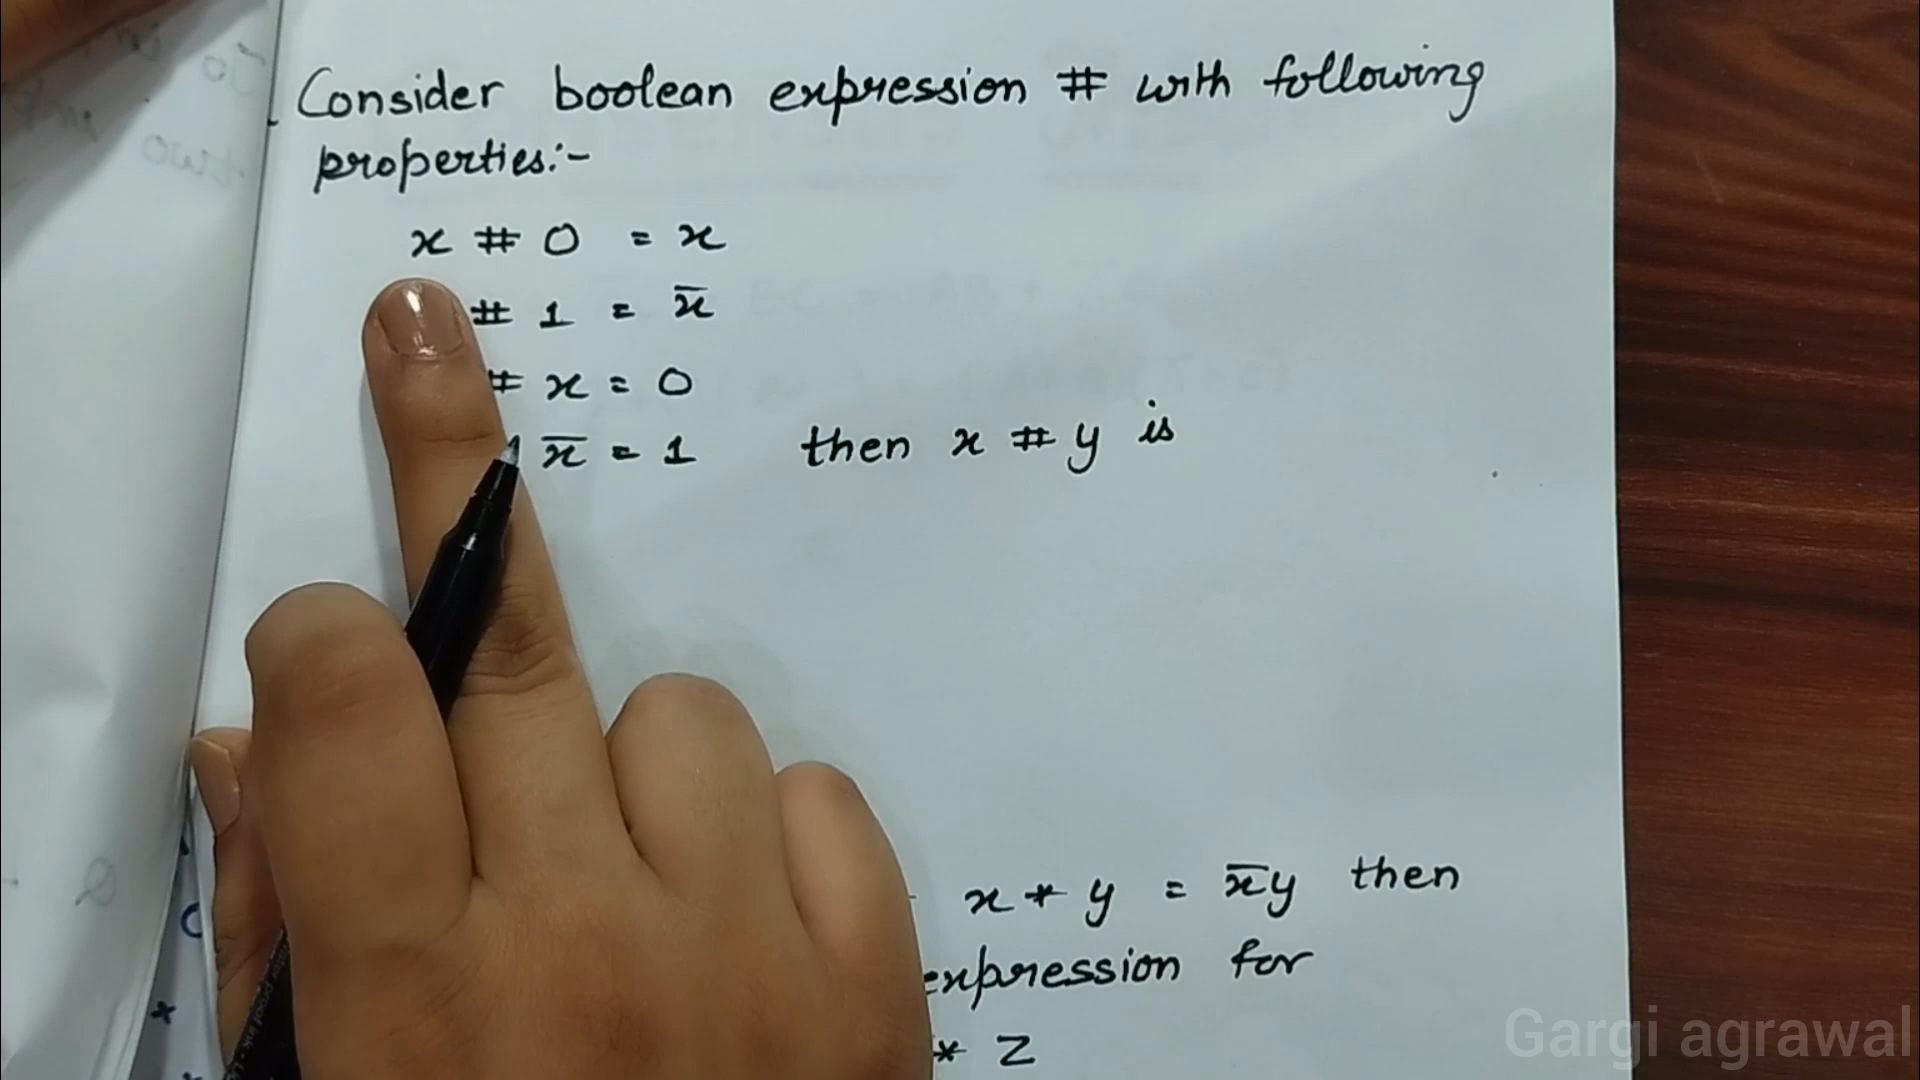 Consider boolean expression # with following
properties:-
x # 0 = x
# 1 = x̅
# x = 0
x̅ = 1 then x # y is
x * y = x̅y then
expression for
* Z
Gargi agrawal